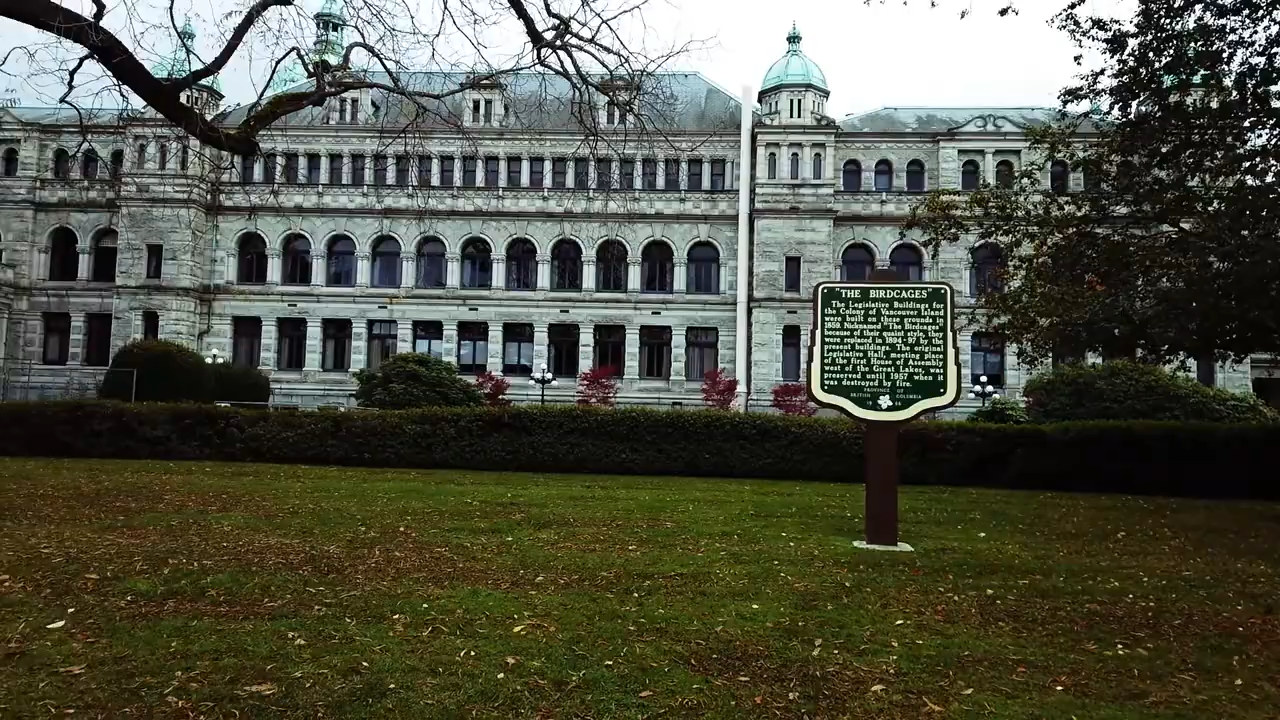 "THE BIRDCAGES"
The Legislative Buildings for
the Colony of Vancouver Island
were built on these grounds in
1859. Nicknamed "The Birdcages"
because of their quaint style, they
were replaced in 1894-97 by the
present buildings. The original
Legislative Hall, meeting place
of the first House of Assembly
west of the Great Lakes, was
preserved until 1957 when it
was destroyed by fire.
PROVINCE OF
BRITISH COLUMBIA
19 66